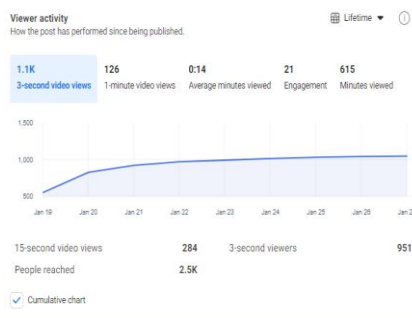 Viewer activity
Lifetime
How the post has performed since being published.
1.1K 126 0:14 21 615
3-second video views 1-minute video views Average minutes viewed Engagement Minutes viewed
1,500
1,000
500
Jan 19 Jan 20 Jan 21 Jan 22 Jan 23 Jan 24 Jan 25 Jan 26 Jan 2
15-second video views 284 3-second viewers 951
People reached 2.5K
Cumulative chart